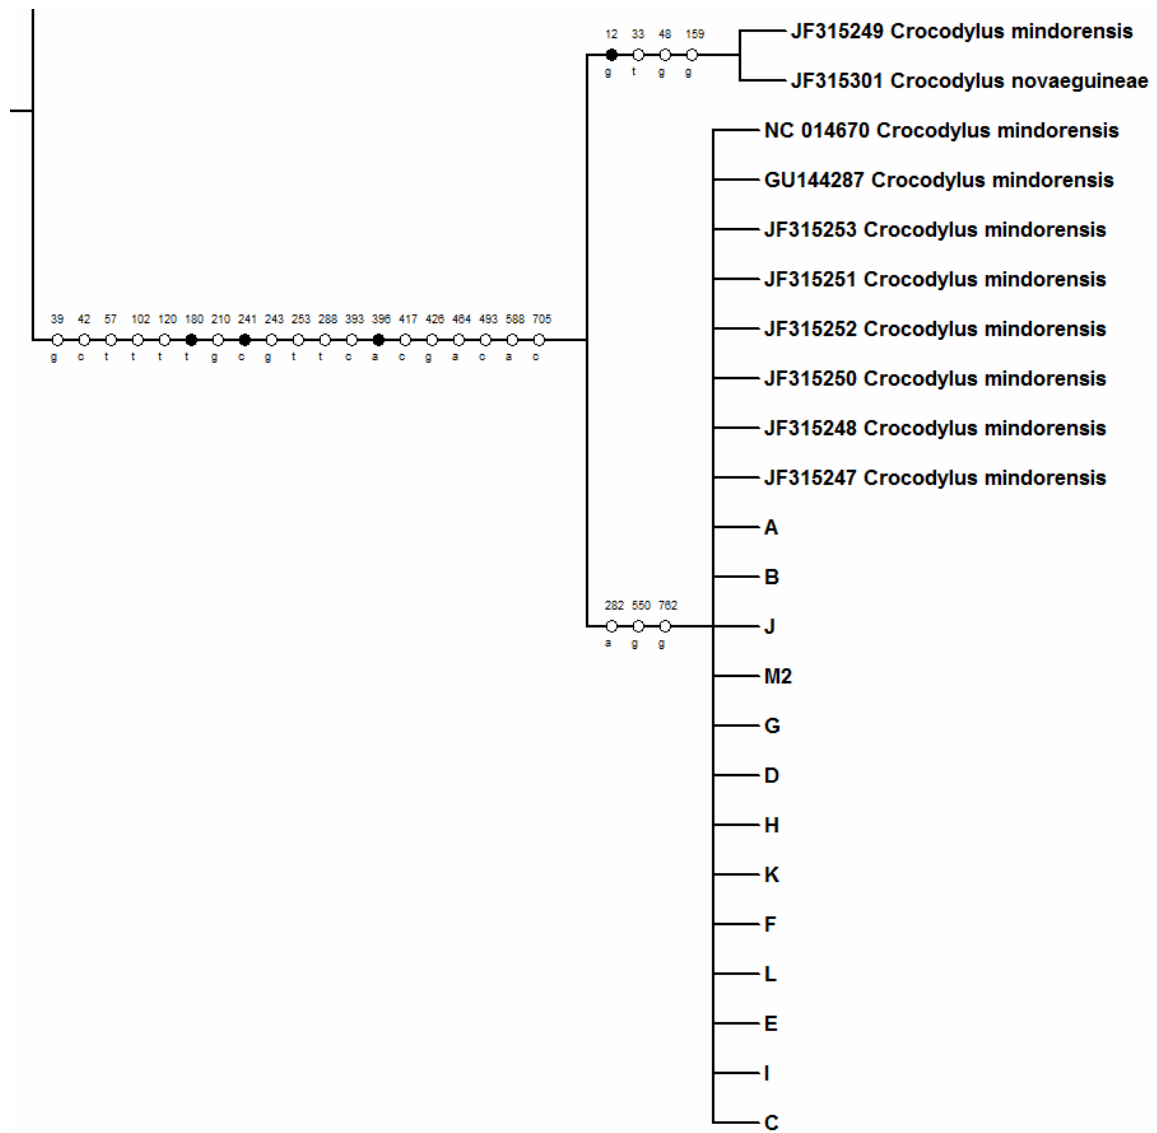 12 33 48 159
g t g g
JF315249 Crocodylus mindorensis
JF315301 Crocodylus novaeguineae
NC 014670 Crocodylus mindorensis
GU144287 Crocodylus mindorensis
JF315253 Crocodylus mindorensis
JF315251 Crocodylus mindorensis
39 42 57 102 120 180 210 241 243 253 288 393 396 417 426 464 493 588 705
g c t t t t g c g t t c a c g a c a c
JF315252 Crocodylus mindorensis
JF315250 Crocodylus mindorensis
JF315248 Crocodylus mindorensis
JF315247 Crocodylus mindorensis
A
B
282 550 762
a g g
J
M2
G
D
H
K
F
L
E
I
C